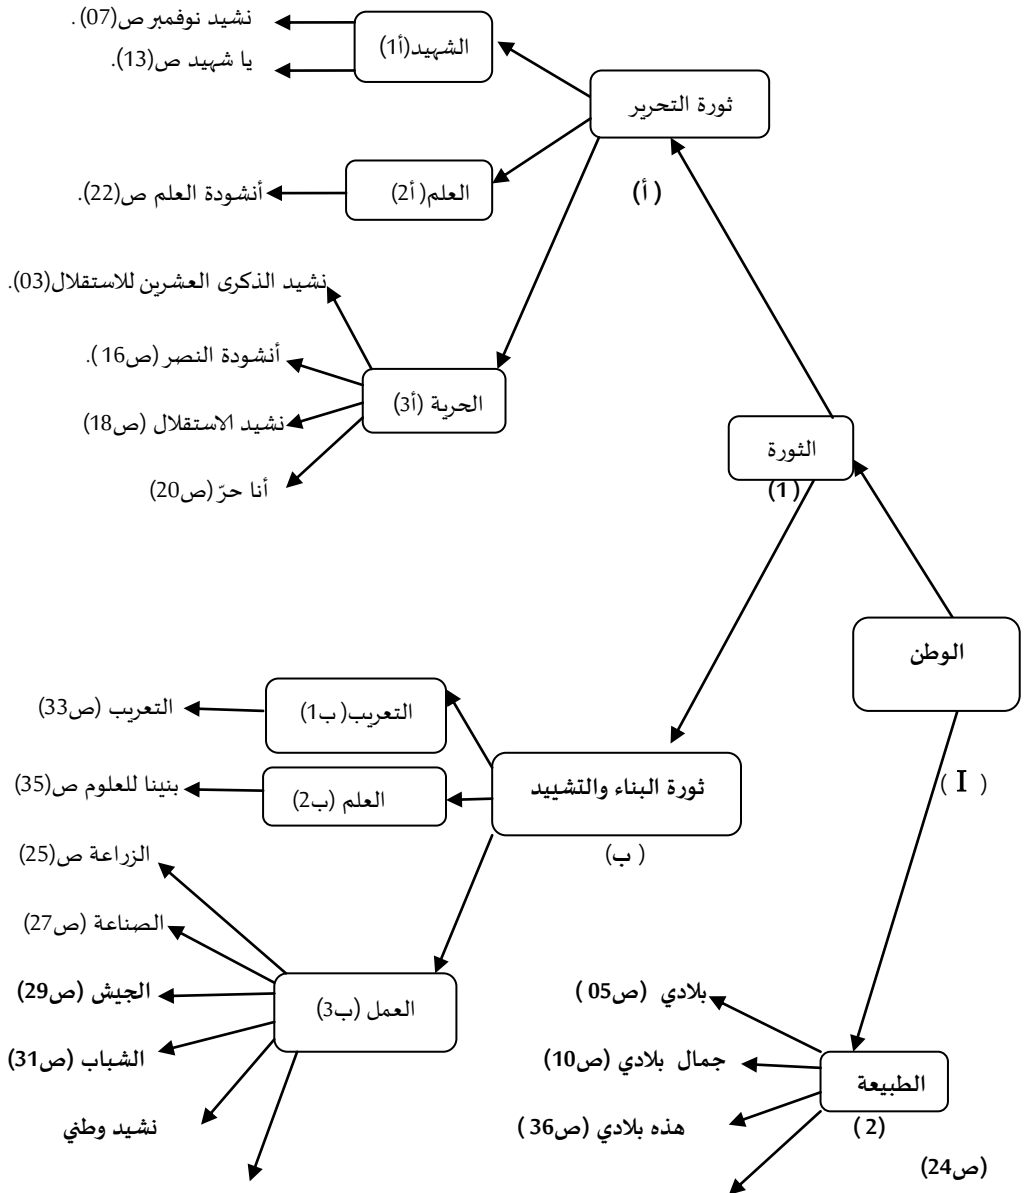 نشيد نوفمبر ص(07).
الشهيد(أ1)
يا شهيد ص(13).
ثورة التحرير
العلم( أ2)
أنشودة العلم ص(22).
( أ)
نشيد الذكرى العشرين للاستقلال(03).
أنشودة النصر (ص16).
الحرية (أ3)
نشيد الاستقلال (ص18)
أنا حرّ (ص20)
الثورة
(1)
الوطن
( I )
التعريب( ب1)
التعريب (ص33)
ثورة البناء والتشييد
( ب)
العلم (ب2)
بنينا للعلوم ص(35)
الزراعة ص(25)
الصناعة (ص27)
الجيش (ص29)
العمل (ب3)
الشباب (ص31)
نشيد وطني
بلادي (ص05 )
جمال بلادي (ص10)
الطبيعة
(2 )
هذه بلادي (ص36 )
(ص24)